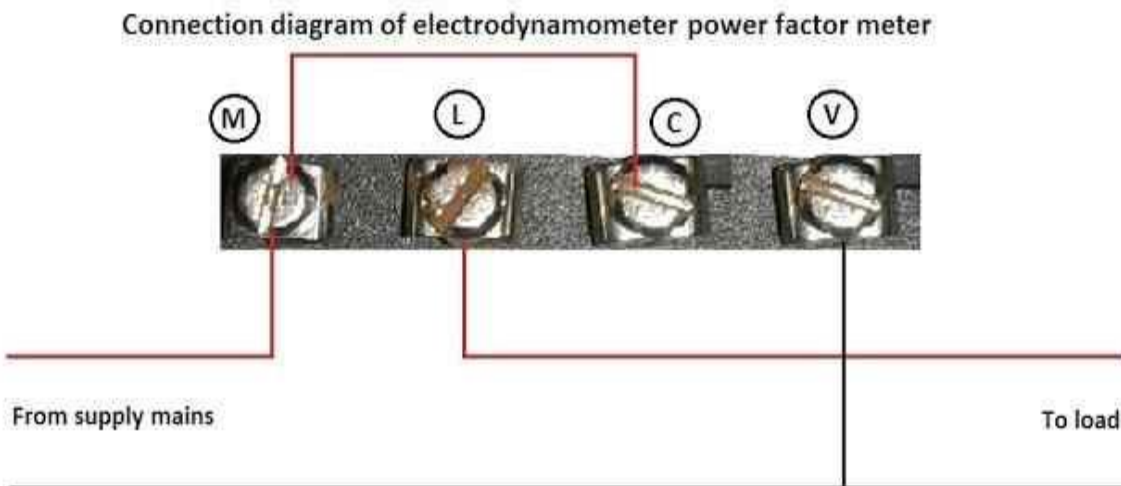 Connection diagram of electrodynamometer power factor meter
M
L
C
V
From supply mains
To load